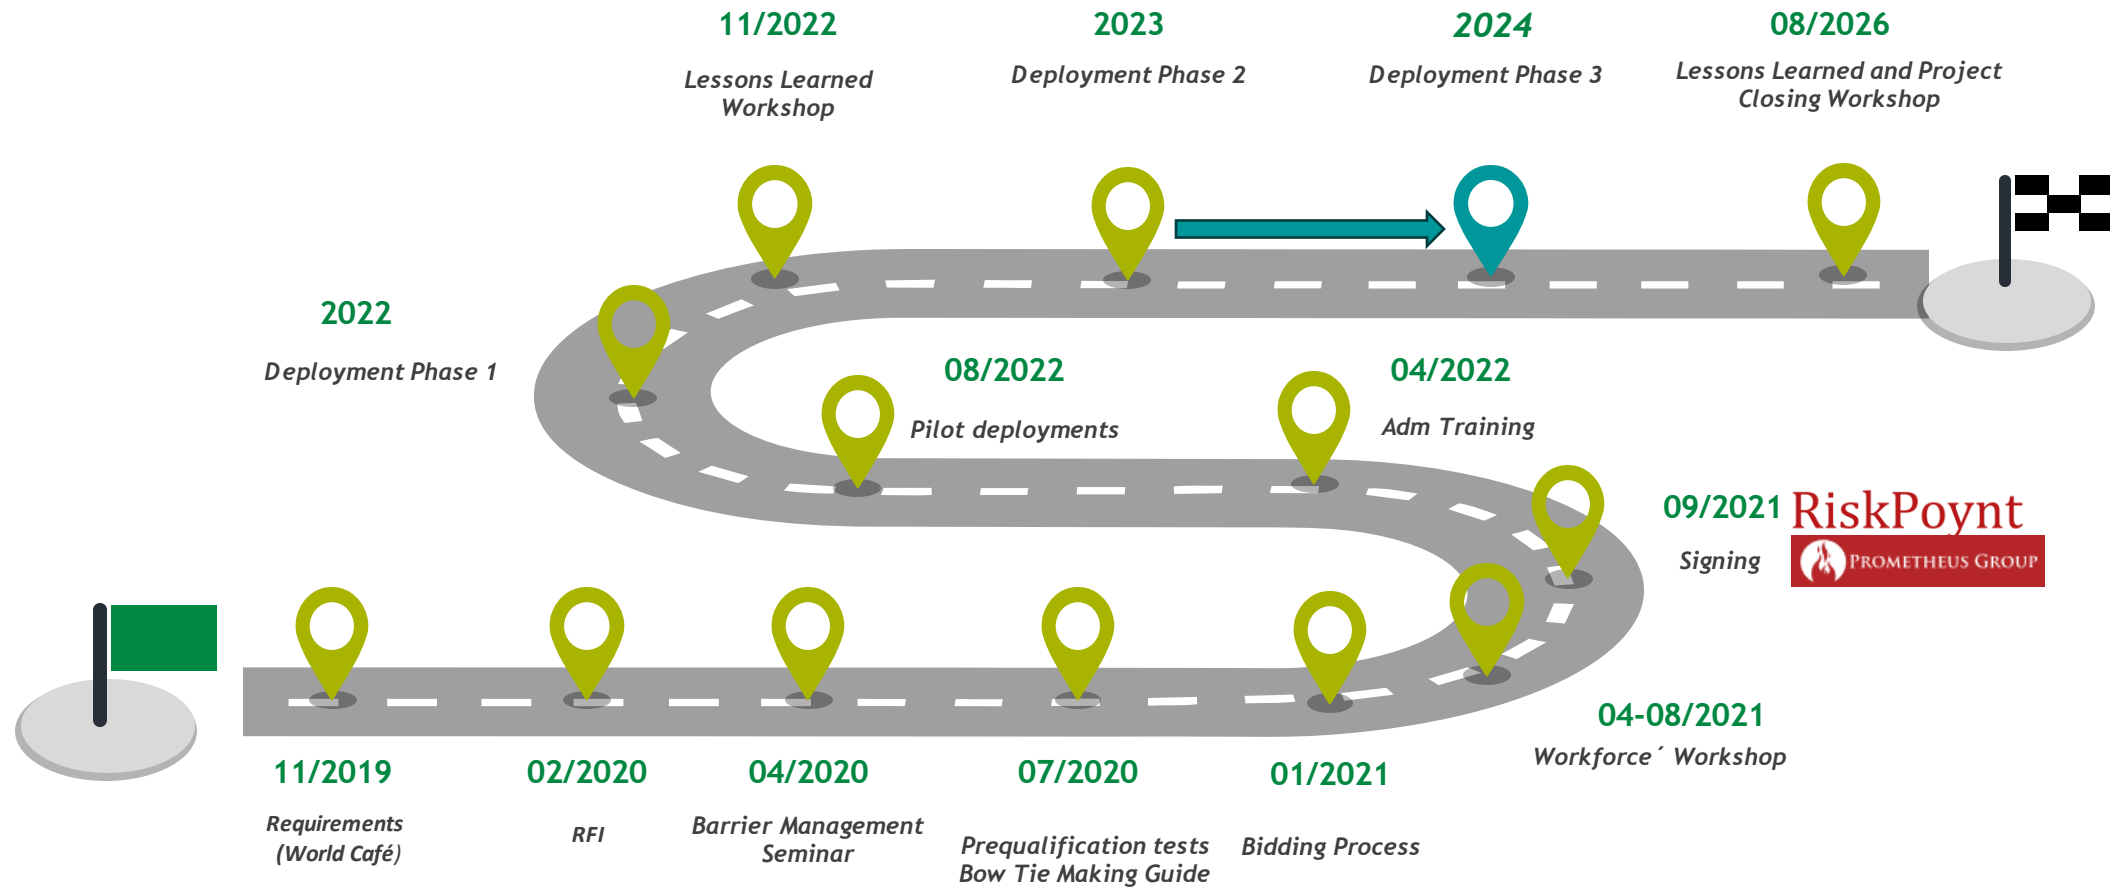 11/2022
Lessons Learned
Workshop
2023
Deployment Phase 2
2024
Deployment Phase 3
08/2026
Lessons Learned and Project
Closing Workshop
2022
Deployment Phase 1
08/2022
Pilot deployments
04/2022
Adm Training
09/2021
Signing
RiskPoynt
PROMETHEUS GROUP
04-08/2021
Workforce´ Workshop
11/2019
Requirements
(World Café)
02/2020
RFI
04/2020
Barrier Management
Seminar
07/2020
Prequalification tests
Bow Tie Making Guide
01/2021
Bidding Process